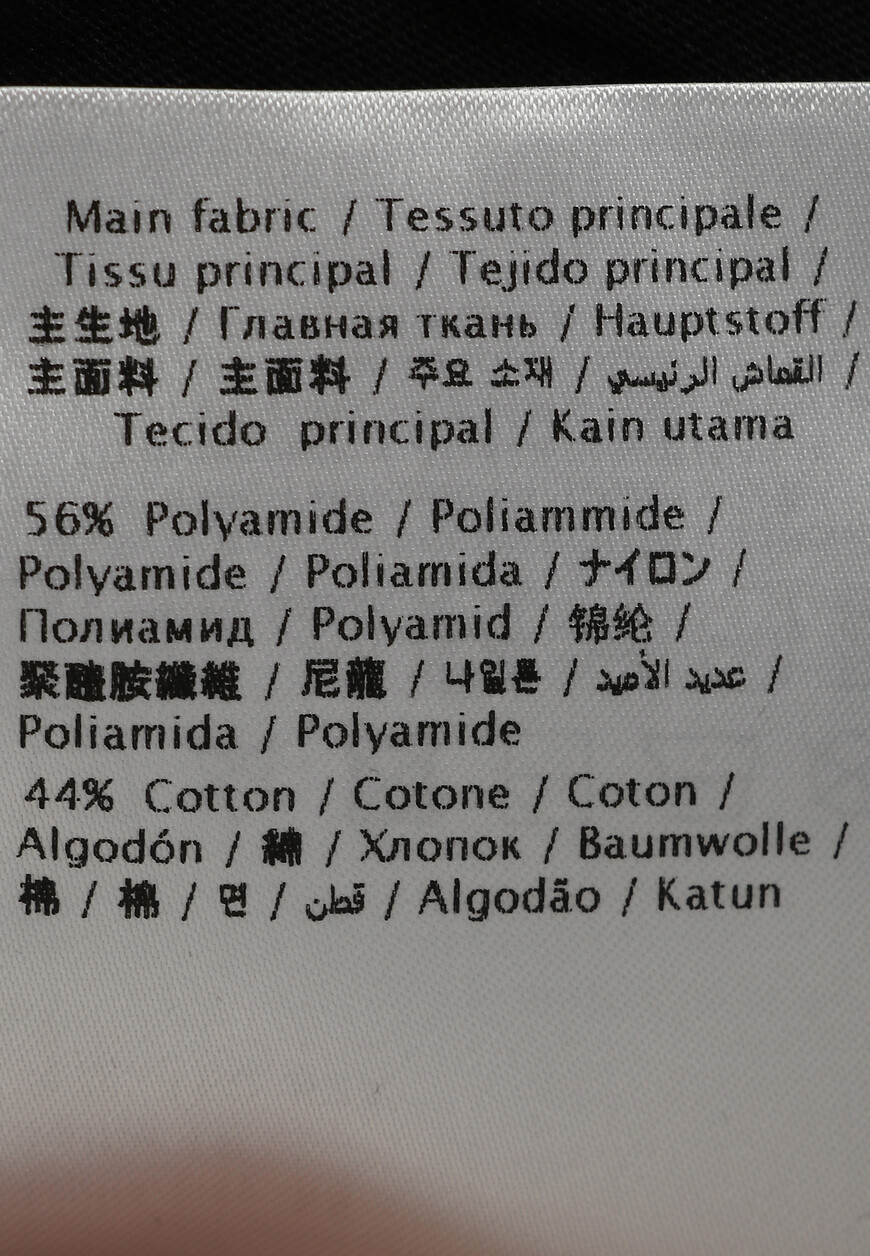 Main fabric / Tessuto principale /
Tissu principal / Tejido principal /
主生地 / Главная ткань / Hauptstoff /
主面料 / 主面料 / 주요 소재 / القماش الرئيسي /
Tecido principal / Kain utama
56% Polyamide / Poliammide /
Polyamide / Poliamida / ナイロン /
Полиамид / Polyamid / 锦纶 /
聚醯胺纖維 / 尼龍 / 나일론 / عديد الأميد /
Poliamida / Polyamide
44% Cotton / Cotone / Coton /
Algodón / 綿 / Хлопок / Baumwolle /
棉 / 棉 / 면 / قطن / Algodão / Katun